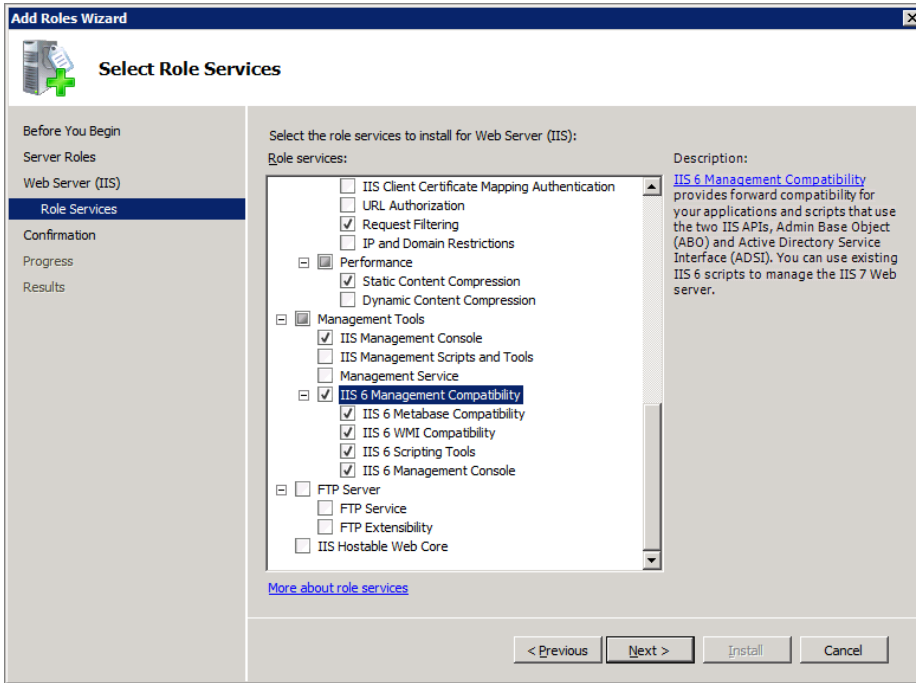 Add Roles Wizard
Select Role Services
Before You Begin
Server Roles
Web Server (IIS)
Role Services
Confirmation
Progress
Results
Select the role services to install for Web Server (IIS):
Role services:
IIS Client Certificate Mapping Authentication
URL Authorization
Request Filtering
IP and Domain Restrictions
Performance
Static Content Compression
Dynamic Content Compression
Management Tools
IIS Management Console
IIS Management Scripts and Tools
Management Service
IIS 6 Management Compatibility
IIS 6 Metabase Compatibility
IIS 6 WMI Compatibility
IIS 6 Scripting Tools
IIS 6 Management Console
FTP Server
FTP Service
FTP Extensibility
IIS Hostable Web Core
More about role services
Description:
IIS 6 Management Compatibility
provides forward compatibility for
your applications and scripts that use
the two IIS APIs, Admin Base Object
(ABO) and Active Directory Service
Interface (ADSI). You can use existing
IIS 6 scripts to manage the IIS 7 Web
server.
< Previous
Next >
Install
Cancel